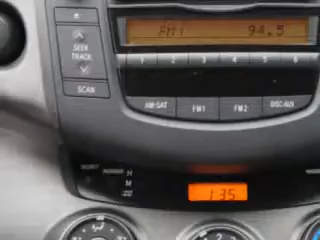 FM1 94.5
SEEK
TRACK
1 2 3 4 5 6
SCAN
AM·SAT FM1 FM2 DISC·AUX
H
M
1:35
2